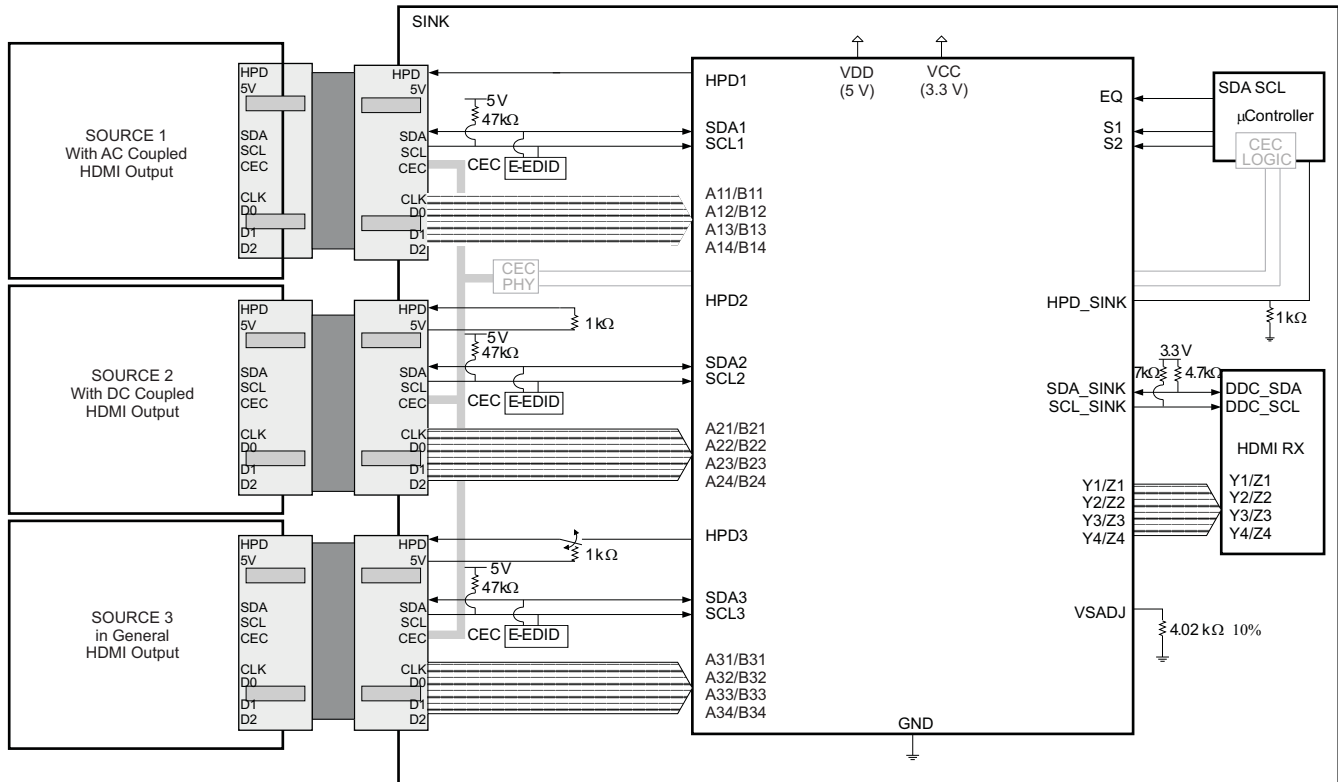 SINK
SOURCE 1
With AC Coupled
HDMI Output
HPD
5V
SDA
SCL
CEC
CLK
D0
D1
D2
HPD
5V
SDA
SCL
CEC
CLK
D0
D1
D2
5V
47kΩ
CEC
E-EDID
HPD1
SDA1
SCL1
A11/B11
A12/B12
A13/B13
A14/B14
CEC
PHY
SOURCE 2
With DC Coupled
HDMI Output
HPD
5V
SDA
SCL
CEC
CLK
D0
D1
D2
HPD
5V
SDA
SCL
CEC
CLK
D0
D1
D2
1kΩ
5V
47kΩ
CEC
E-EDID
HPD2
SDA2
SCL2
A21/B21
A22/B22
A23/B23
A24/B24
SOURCE 3
in General
HDMI Output
HPD
5V
SDA
SCL
CEC
CLK
D0
D1
D2
HPD
5V
SDA
SCL
CEC
CLK
D0
D1
D2
1kΩ
5V
47kΩ
CEC
E-EDID
HPD3
SDA3
SCL3
A31/B31
A32/B32
A33/B33
A34/B34
VDD
(5 V)
VCC
(3.3 V)
GND
EQ
S1
S2
HPD_SINK
SDA_SINK
SCL_SINK
Y1/Z1
Y2/Z2
Y3/Z3
Y4/Z4
VSADJ
SDA SCL
µController
CEC
LOGIC
1kΩ
3.3V
7kΩ
4.7kΩ
DDC_SDA
DDC_SCL
HDMI RX
Y1/Z1
Y2/Z2
Y3/Z3
Y4/Z4
4.02 kΩ 10%